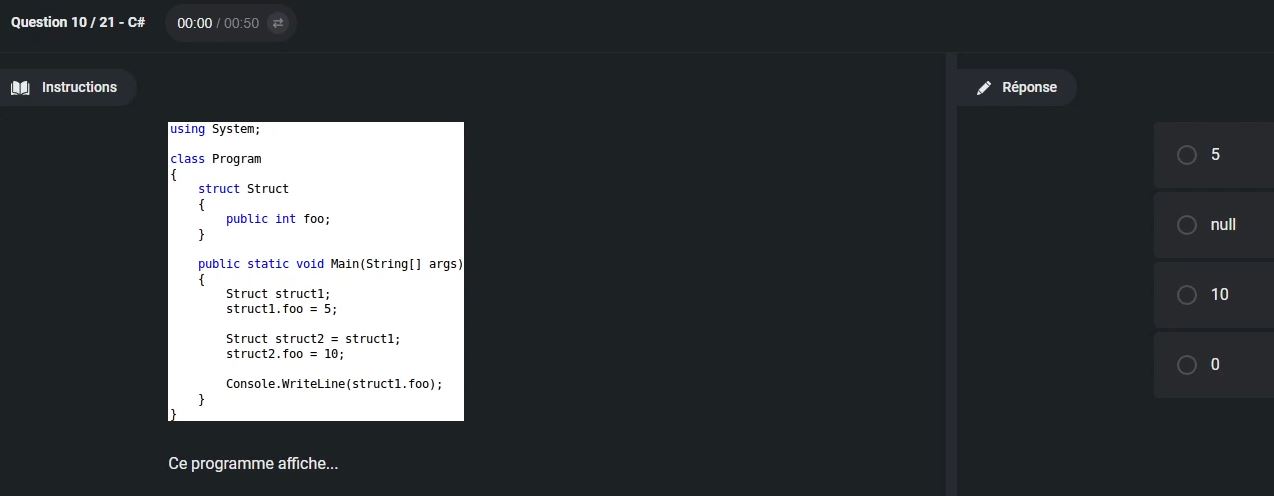 Question 10 / 21 - C#
00:00 / 00:50
Instructions
Réponse
using System;
class Program
{
struct Struct
{
public int foo;
}
public static void Main(String[] args)
{
Struct struct1;
struct1.foo = 5;
Struct struct2 = struct1;
struct2.foo = 10;
Console.WriteLine(struct1.foo);
}
}
Ce programme affiche...
5
null
10
0